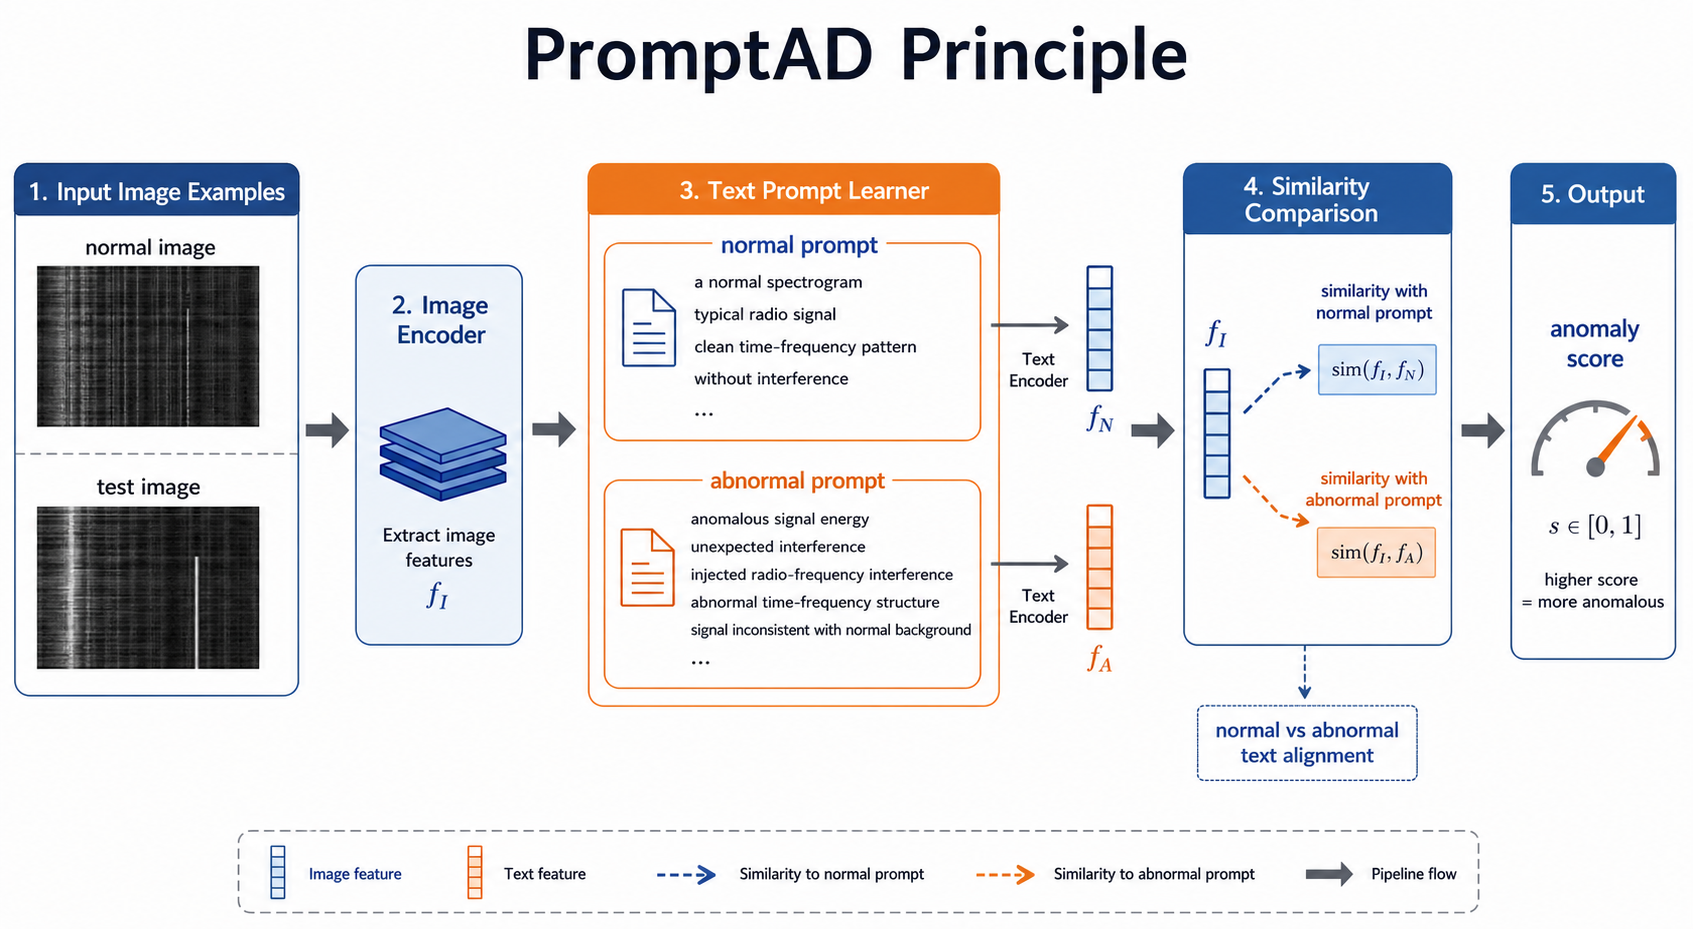 PromptAD Principle
1. Input Image Examples
normal image
test image
2. Image
Encoder
Extract image
features
f_I
3. Text Prompt Learner
normal prompt
a normal spectrogram
typical radio signal
clean time-frequency pattern
without interference
...
abnormal prompt
anomalous signal energy
unexpected interference
injected radio-frequency interference
abnormal time-frequency structure
signal inconsistent with normal background
...
Text
Encoder
f_N
Text
Encoder
f_A
4. Similarity
Comparison
f_I
similarity with
normal prompt
sim(f_I, f_N)
similarity with
abnormal prompt
sim(f_I, f_A)
normal vs abnormal
text alignment
5. Output
anomaly
score
s ∈ [0, 1]
higher score
= more anomalous
Image feature
Text feature
Similarity to normal prompt
Similarity to abnormal prompt
Pipeline flow